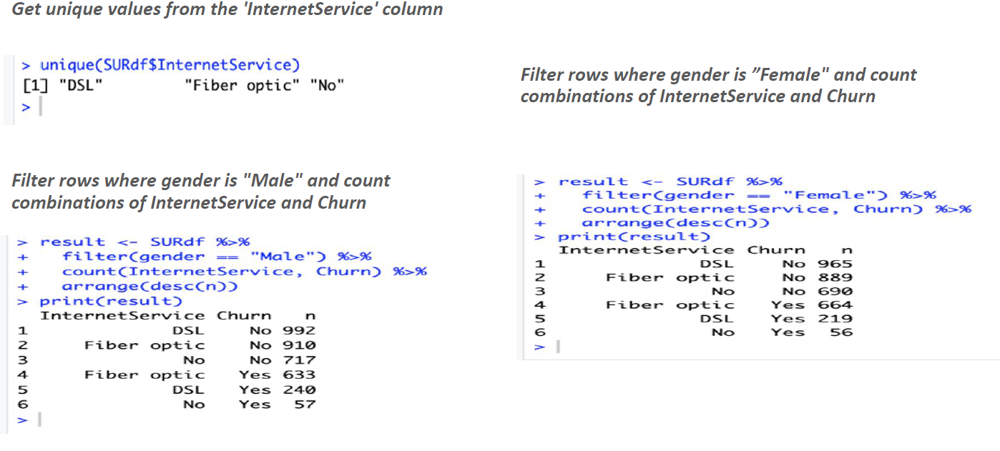 Get unique values from the 'InternetService' column
> unique(SURdf$InternetService)
[1] "DSL"         "Fiber optic" "No"
>
Filter rows where gender is "Male" and count
combinations of InternetService and Churn
> result <- SURdf %>%
+   filter(gender == "Male") %>%
+   count(InternetService, Churn) %>%
+   arrange(desc(n))
> print(result)
  InternetService Churn   n
1             DSL    No 992
2     Fiber optic    No 910
3              No    No 717
4     Fiber optic   Yes 633
5             DSL   Yes 240
6              No   Yes  57
>
Filter rows where gender is ”Female" and count
combinations of InternetService and Churn
> result <- SURdf %>%
+   filter(gender == "Female") %>%
+   count(InternetService, Churn) %>%
+   arrange(desc(n))
> print(result)
  InternetService Churn   n
1             DSL    No 965
2     Fiber optic    No 889
3              No    No 690
4     Fiber optic   Yes 664
5             DSL   Yes 219
6              No   Yes  56
>